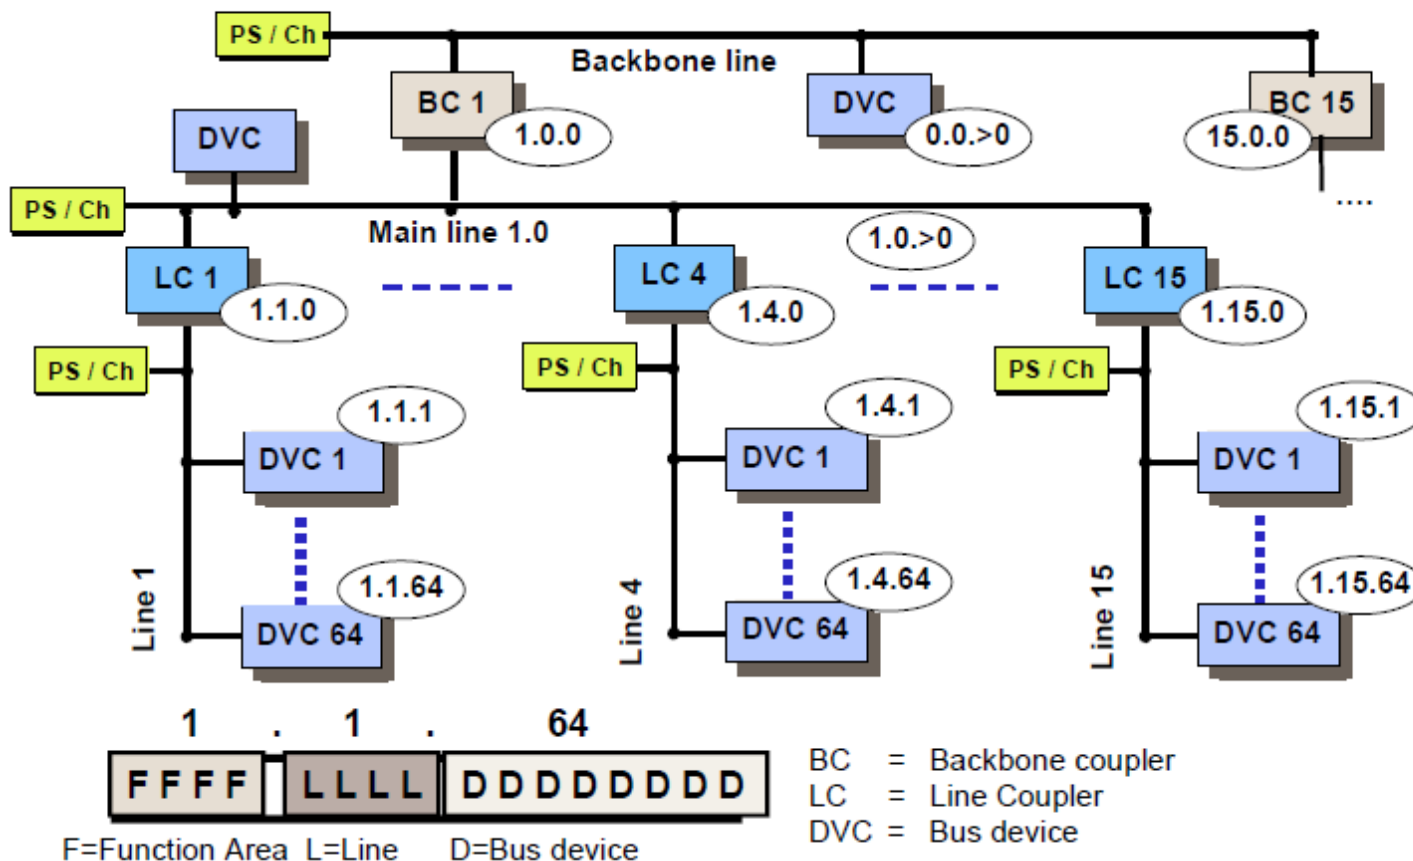 PS / Ch
Backbone line
BC 1
1.0.0
DVC
0.0.>0
BC 15
15.0.0
....
DVC
PS / Ch
Main line 1.0
1.0.>0
LC 1
1.1.0
LC 4
1.4.0
LC 15
1.15.0
PS / Ch
PS / Ch
PS / Ch
1.1.1
DVC 1
1.4.1
DVC 1
1.15.1
DVC 1
Line 1
1.1.64
DVC 64
Line 4
1.4.64
DVC 64
Line 15
1.15.64
DVC 64
1 . 1 . 64
F F F F L L L L D D D D D D D D
F=Function Area L=Line D=Bus device
BC = Backbone coupler
LC = Line Coupler
DVC = Bus device